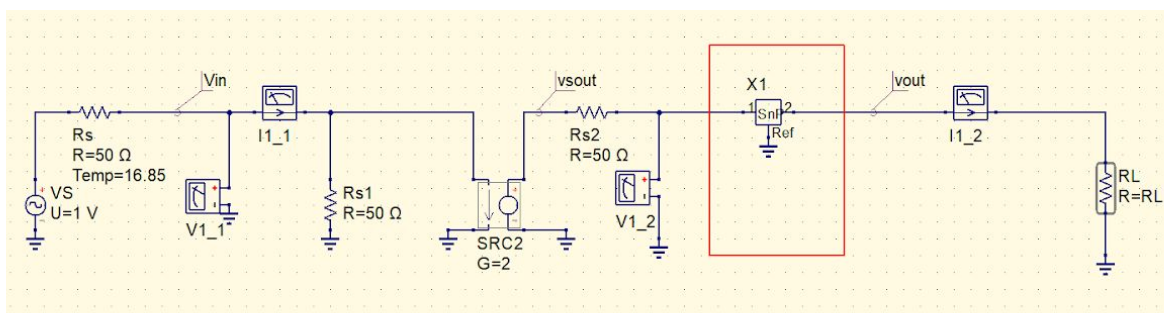 Vin
vsout
X1
vout
1 SnP 2
Ref
Rs
R=50 Ω
Temp=16.85
I1_1
Rs2
R=50 Ω
I1_2
VS
U=1 V
V1_1
Rs1
R=50 Ω
V1_2
RL
R=RL
SRC2
G=2